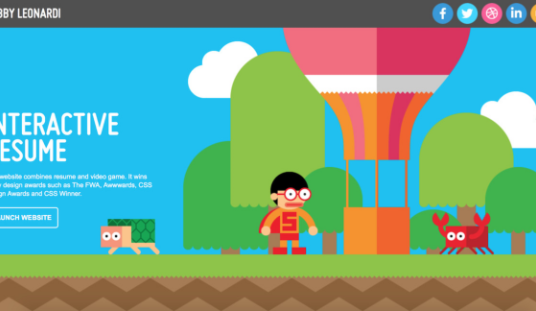 BBY LEONARDI
NTERACTIVE
ESUME
website combines resume and video game. It wins
design awards such as The FWA, Awwwards, CSS
gn Awards and CSS Winner.
AUNCH WEBSITE
S